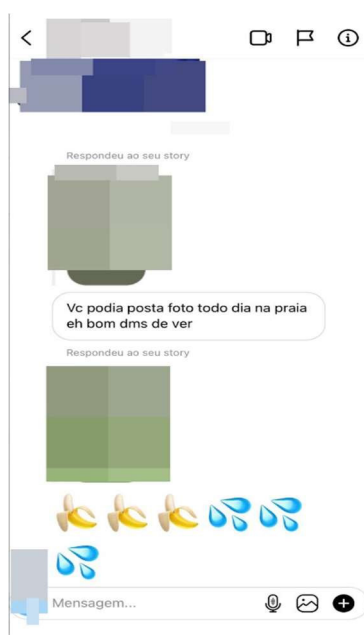 Respondeu ao seu story
Vc podia posta foto todo dia na praia
eh bom dms de ver
Respondeu ao seu story
🍌🍌🍌💦💦
💦
Mensagem...